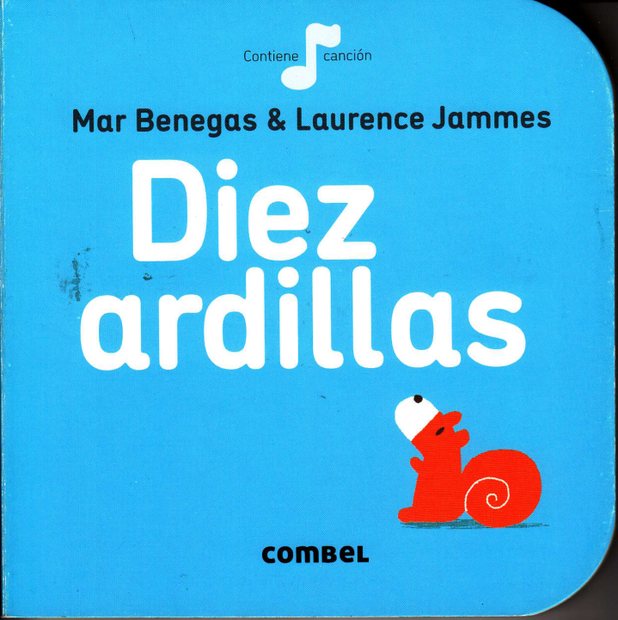 Contiene canción
Mar Benegas & Laurence Jammes
Diez
ardillas
COMBEL